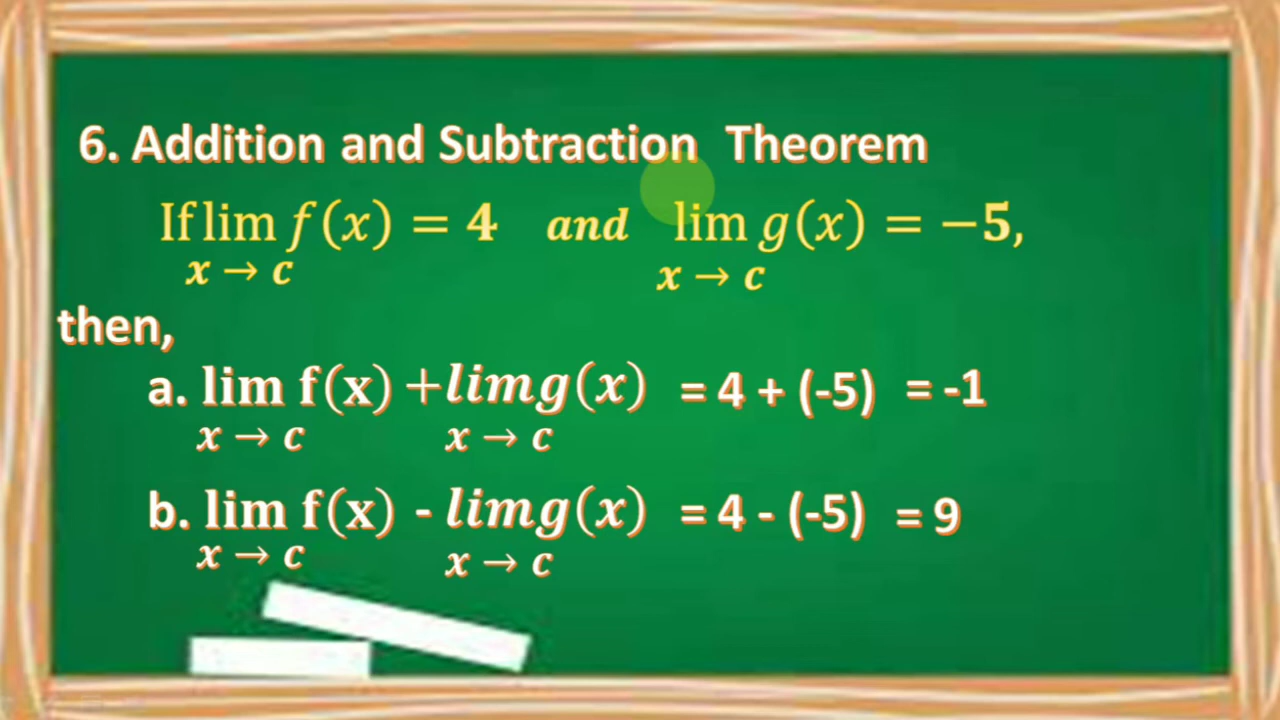 6. Addition and Subtraction Theorem
If lim f(x) = 4 and lim g(x) = −5,
x → c x → c
then,
a. lim f(x) +limg(x) = 4 + (-5) = -1
x → c x → c
b. lim f(x) - limg(x) = 4 - (-5) = 9
x → c x → c